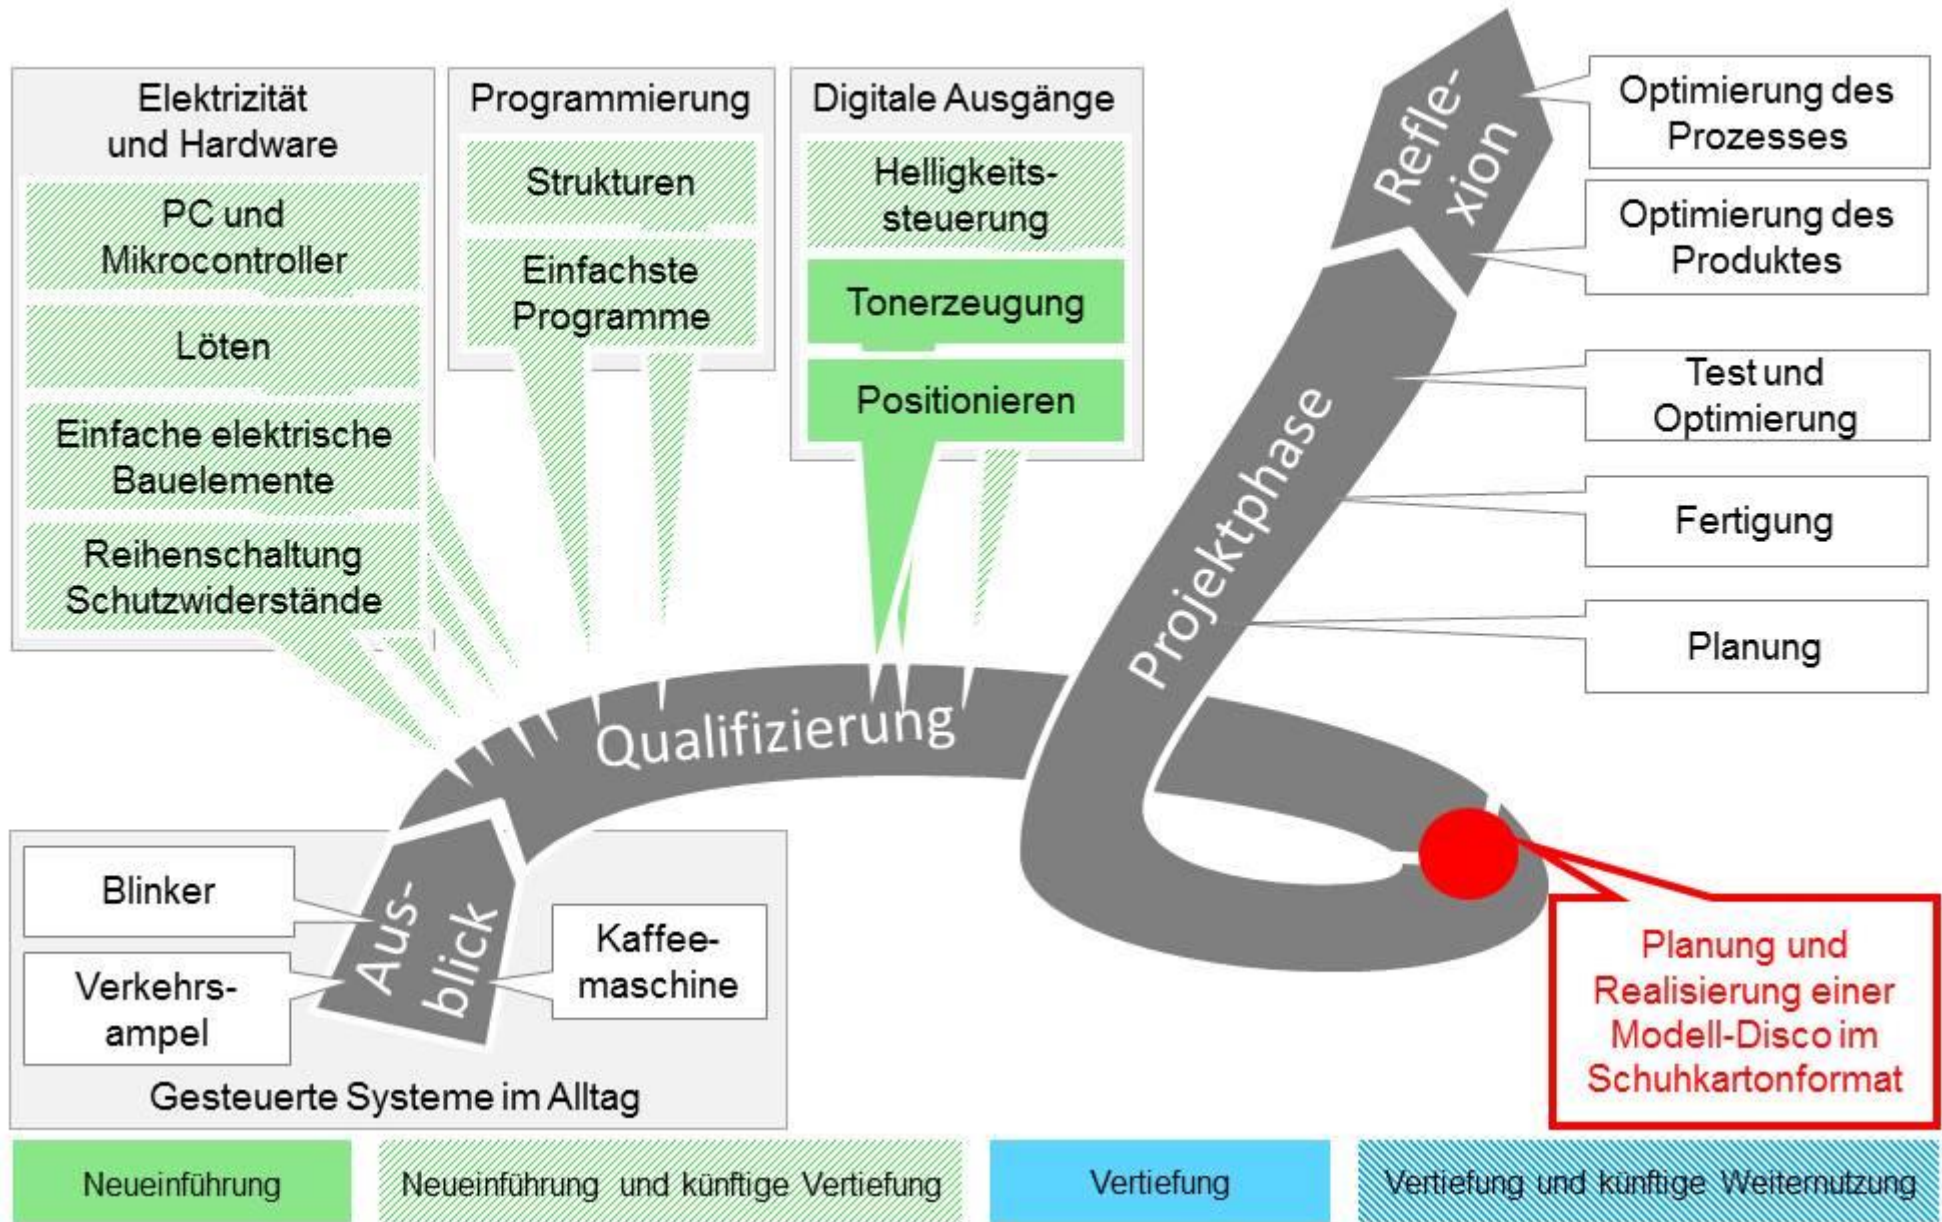 Elektrizität
und Hardware
PC und
Mikrocontroller
Löten
Einfache elektrische
Bauelemente
Reihenschaltung
Schutzwiderstände
Programmierung
Strukturen
Einfachste
Programme
Digitale Ausgänge
Helligkeits-
steuerung
Tonerzeugung
Positionieren
Refle-
xion
Optimierung des
Prozesses
Optimierung des
Produktes
Projektphase
Test und
Optimierung
Fertigung
Planung
Qualifizierung
Aus-
blick
Blinker
Verkehrs-
ampel
Kaffee-
maschine
Gesteuerte Systeme im Alltag
Planung und
Realisierung einer
Modell-Disco im
Schuhkartonformat
Neueinführung
Neueinführung und künftige Vertiefung
Vertiefung
Vertiefung und künftige Weiternutzung